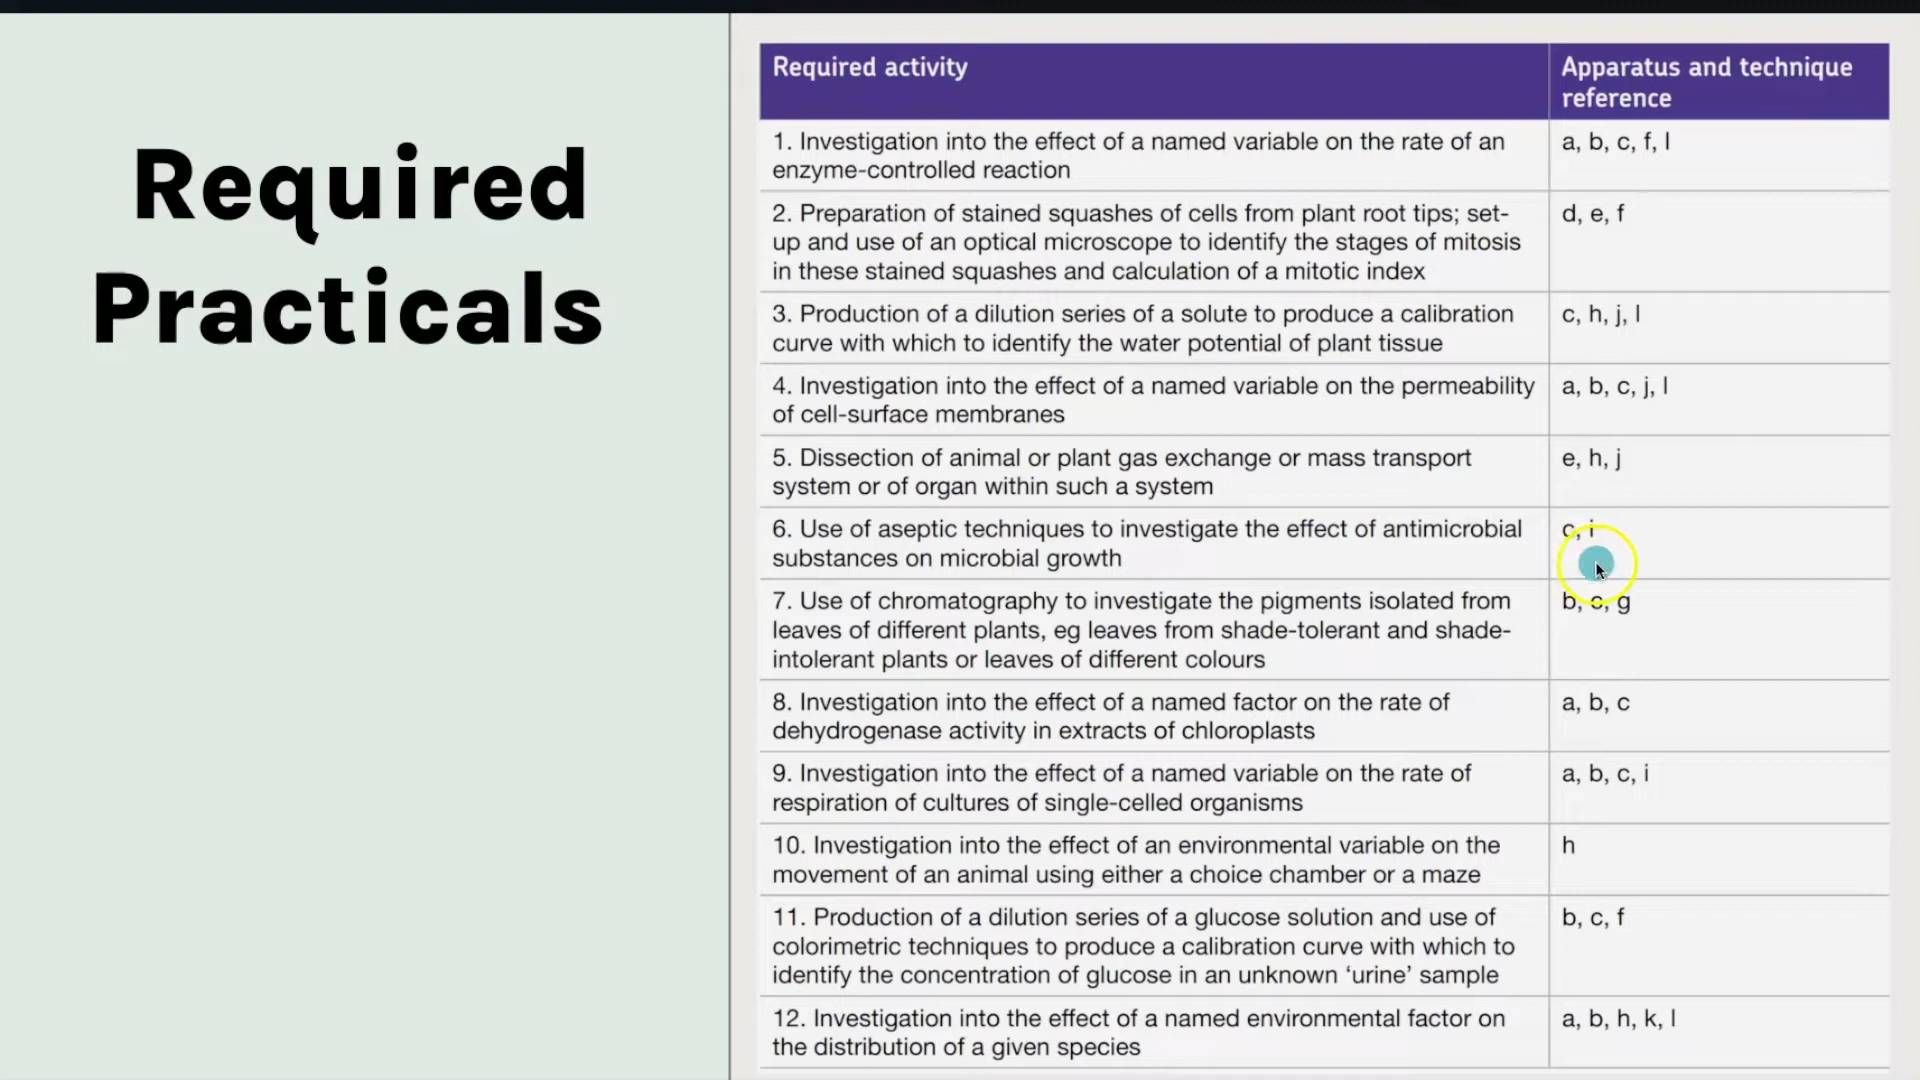 Required
Practicals
Required activity
Apparatus and technique
reference
1. Investigation into the effect of a named variable on the rate of an
enzyme-controlled reaction
a, b, c, f, l
2. Preparation of stained squashes of cells from plant root tips; set-
up and use of an optical microscope to identify the stages of mitosis
in these stained squashes and calculation of a mitotic index
d, e, f
3. Production of a dilution series of a solute to produce a calibration
curve with which to identify the water potential of plant tissue
c, h, j, l
4. Investigation into the effect of a named variable on the permeability
of cell-surface membranes
a, b, c, j, l
5. Dissection of animal or plant gas exchange or mass transport
system or of organ within such a system
e, h, j
6. Use of aseptic techniques to investigate the effect of antimicrobial
substances on microbial growth
c, i
7. Use of chromatography to investigate the pigments isolated from
leaves of different plants, eg leaves from shade-tolerant and shade-
intolerant plants or leaves of different colours
b, c, g
8. Investigation into the effect of a named factor on the rate of
dehydrogenase activity in extracts of chloroplasts
a, b, c
9. Investigation into the effect of a named variable on the rate of
respiration of cultures of single-celled organisms
a, b, c, i
10. Investigation into the effect of an environmental variable on the
movement of an animal using either a choice chamber or a maze
h
11. Production of a dilution series of a glucose solution and use of
colorimetric techniques to produce a calibration curve with which to
identify the concentration of glucose in an unknown ‘urine’ sample
b, c, f
12. Investigation into the effect of a named environmental factor on
the distribution of a given species
a, b, h, k, l